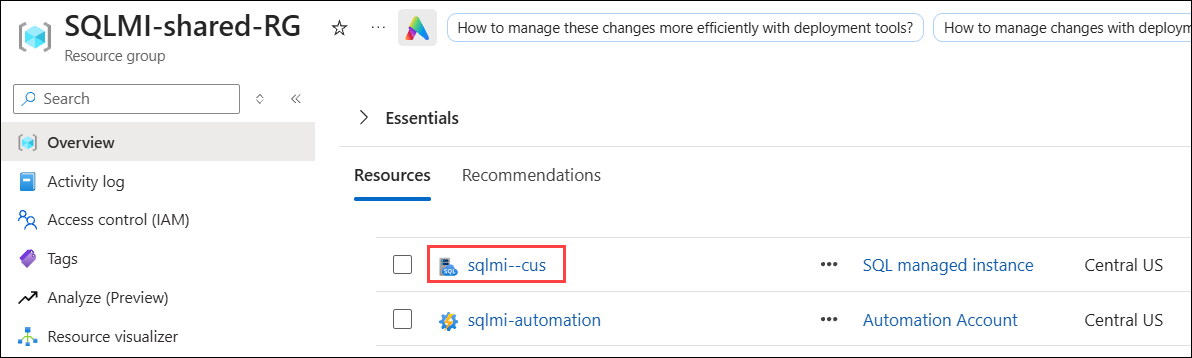 SQLMI-shared-RG
Resource group
How to manage these changes more efficiently with deployment tools?
How to manage changes with deploym
Search
Overview
Activity log
Access control (IAM)
Tags
Analyze (Preview)
Resource visualizer
Essentials
Resources Recommendations
sqlmi--cus SQL managed instance Central US
sqlmi-automation Automation Account Central US